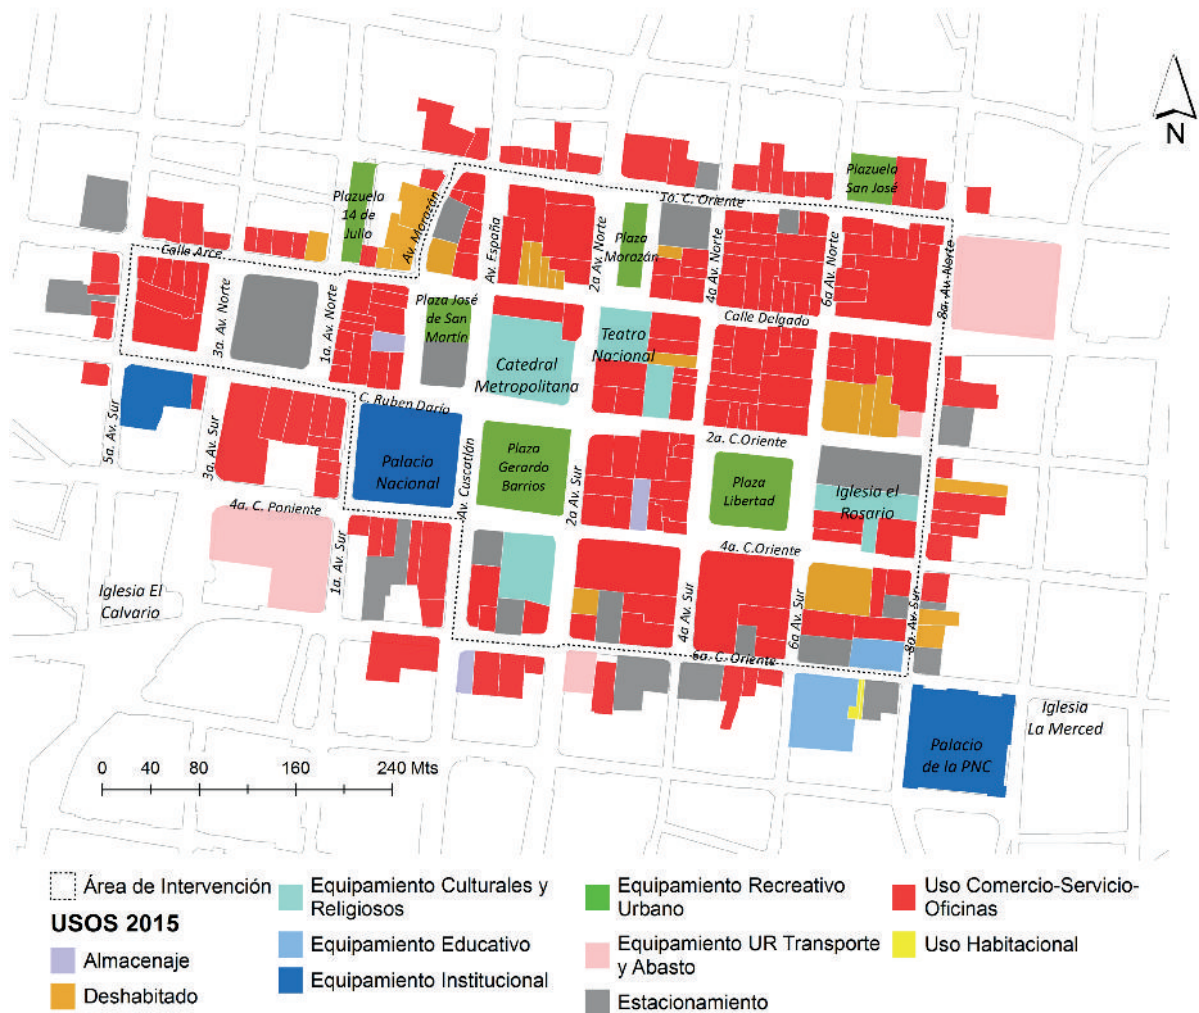 N
Plazuela
San José
1a. C. Oriente
Plazuela
14 de
Julio
Av. Morazán
Av. España
2a Av. Norte
Plaza
Morazán
4a Av. Norte
6a Av. Norte
8a. Av. Norte
Calle Arce
3a. Av. Norte
1a. Av. Norte
Plaza José
de San
Martín
Catedral
Metropolitana
Teatro
Nacional
Calle Delgado
C. Ruben Dario
5a. Av. Sur
3a. Av. Sur
Palacio
Nacional
Av. Cuscatlán
Plaza
Gerardo
Barrios
2a Av. Sur
2a. C.Oriente
Plaza
Libertad
Iglesia el
Rosario
4a. C. Poniente
1a. Av. Sur
4a. C.Oriente
4a Av. Sur
6a Av. Sur
8a. Av. Sur
6a. C. Oriente
Iglesia El
Calvario
Palacio
de la PNC
Iglesia
La Merced
0 40 80 160 240 Mts
Área de Intervención
USOS 2015
Almacenaje
Deshabitado
Equipamiento Culturales y
Religiosos
Equipamiento Educativo
Equipamiento Institucional
Equipamiento Recreativo
Urbano
Equipamiento UR Transporte
y Abasto
Estacionamiento
Uso Comercio-Servicio-
Oficinas
Uso Habitacional